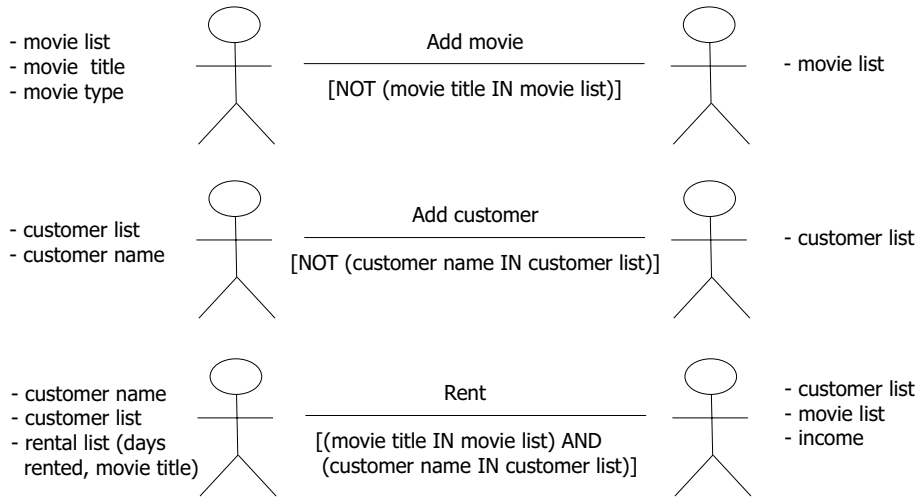 - movie list
- movie title
- movie type
Add movie
[NOT (movie title IN movie list)]
- movie list
- customer list
- customer name
Add customer
[NOT (customer name IN customer list)]
- customer list
- customer name
- customer list
- rental list (days
rented, movie title)
Rent
[(movie title IN movie list) AND
(customer name IN customer list)]
- customer list
- movie list
- income